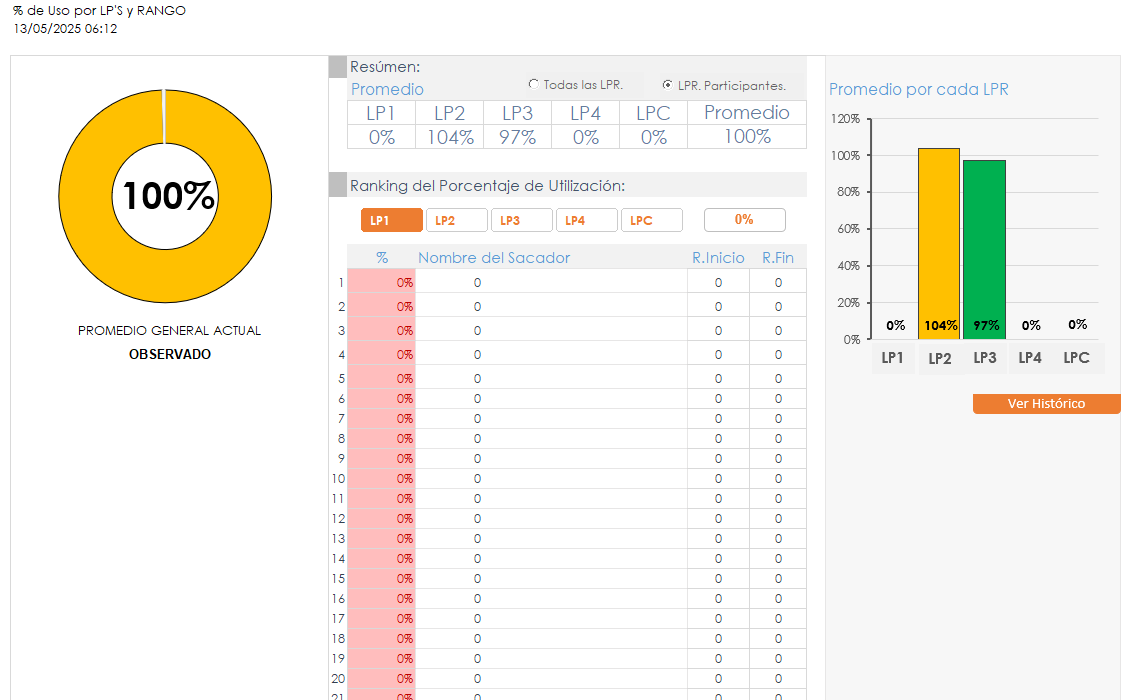 % de Uso por LP'S y RANGO
13/05/2025 06:12
100%
PROMEDIO GENERAL ACTUAL
OBSERVADO
Resúmen:
Promedio
Todas las LPR.
LPR. Participantes.
LP1 LP2 LP3 LP4 LPC Promedio
0% 104% 97% 0% 0% 100%
Ranking del Porcentaje de Utilización:
LP1 LP2 LP3 LP4 LPC 0%
% Nombre del Sacador R.Inicio R.Fin
1 0% 0 0 0
2 0% 0 0 0
3 0% 0 0 0
4 0% 0 0 0
5 0% 0 0 0
6 0% 0 0 0
7 0% 0 0 0
8 0% 0 0 0
9 0% 0 0 0
10 0% 0 0 0
11 0% 0 0 0
12 0% 0 0 0
13 0% 0 0 0
14 0% 0 0 0
15 0% 0 0 0
16 0% 0 0 0
17 0% 0 0 0
18 0% 0 0 0
19 0% 0 0 0
20 0% 0 0 0
21 0% 0 0 0
Promedio por cada LPR
120%
100%
80%
60%
40%
20%
0%
0% 104% 97% 0% 0%
LP1 LP2 LP3 LP4 LPC
Ver Histórico